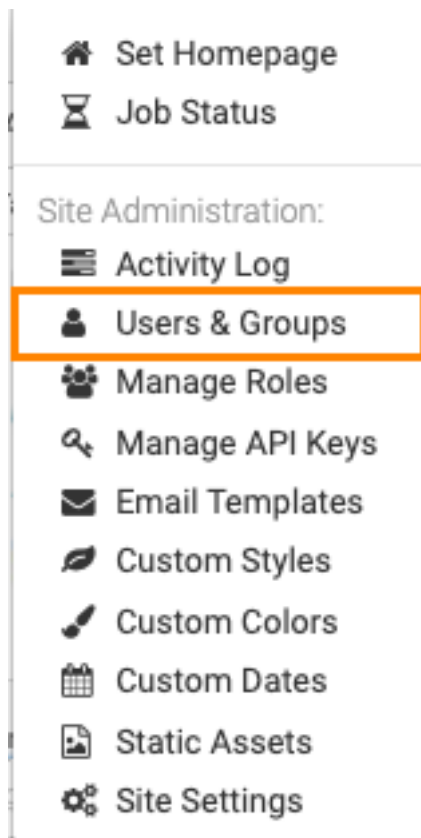 Set Homepage
Job Status
Site Administration:
Activity Log
Users & Groups
Manage Roles
Manage API Keys
Email Templates
Custom Styles
Custom Colors
Custom Dates
Static Assets
Site Settings